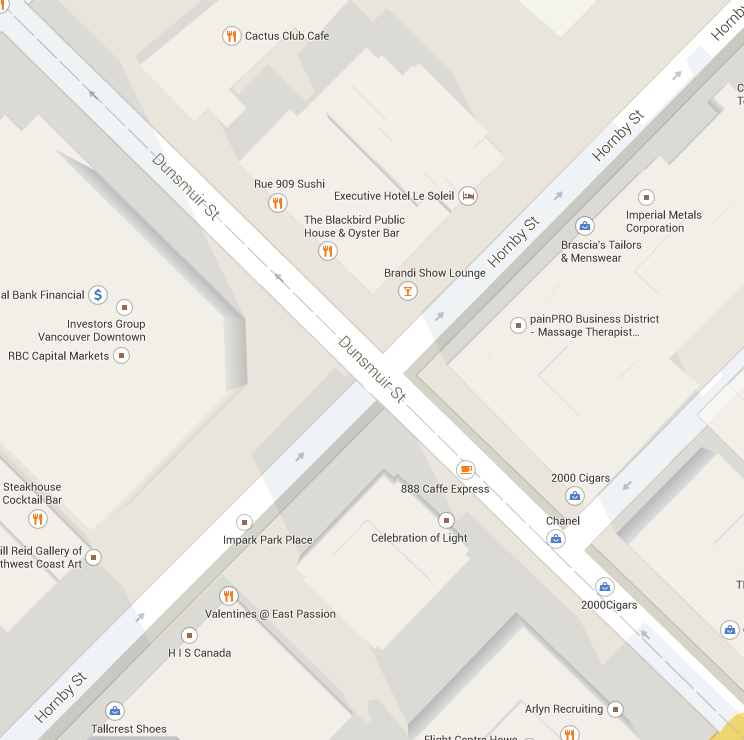 Hornby
Cactus Club Cafe
Hornby St
Dunsmuir St
Rue 909 Sushi
Executive Hotel Le Soleil
The Blackbird Public
House & Oyster Bar
Imperial Metals
Corporation
Hornby St
Brascia's Tailors
& Menswear
Brandi Show Lounge
al Bank Financial
Investors Group
Vancouver Downtown
painPRO Business District
- Massage Therapist...
RBC Capital Markets
Dunsmuir St
Steakhouse
Cocktail Bar
888 Caffe Express
2000 Cigars
Chanel
Impark Park Place
Celebration of Light
ill Reid Gallery of
thwest Coast Art
2000Cigars
Valentines @ East Passion
H I S Canada
Hornby St
Tallcrest Shoes
Arlyn Recruiting
Flight Centre Howe